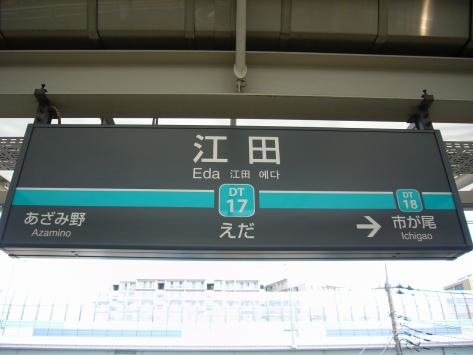 江田
Eda 江田 에다
DT
17
DT
18
あざみ野
Azamino
えだ
→ 市が尾
Ichigao